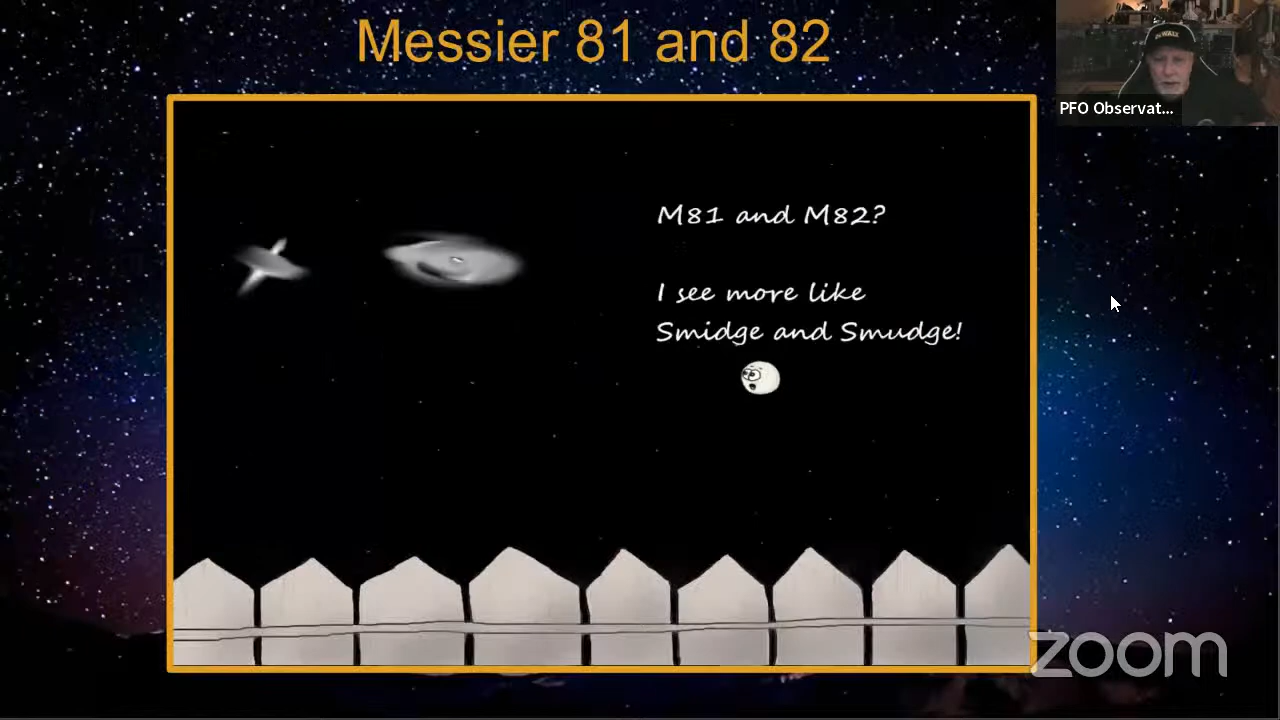 Messier 81 and 82
PFO Observat...
M81 and M82?
I see more like
Smidge and Smudge!
zoom